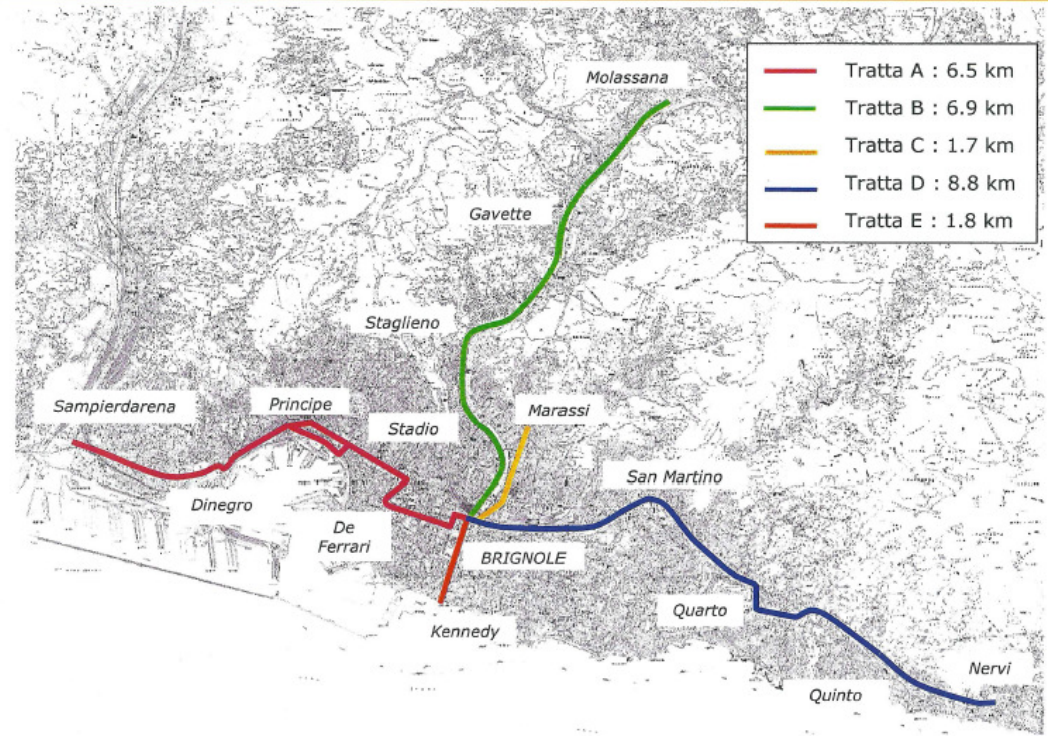 Molassana
Tratta A : 6.5 km
Tratta B : 6.9 km
Tratta C : 1.7 km
Tratta D : 8.8 km
Tratta E : 1.8 km
Gavette
Staglieno
Sampierdarena
Principe
Stadio
Marassi
San Martino
Dinegro
De
Ferrari
BRIGNOLE
Kennedy
Quarto
Quinto
Nervi